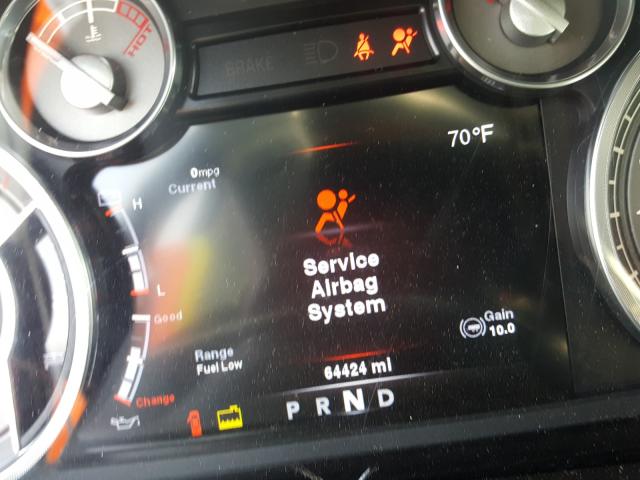 HOT
BRAKE
70°F
0mpg
Current
H
L
Service
Airbag
System
Good
Gain
10.0
Range
Fuel Low
64424 mi
Change
P R N D